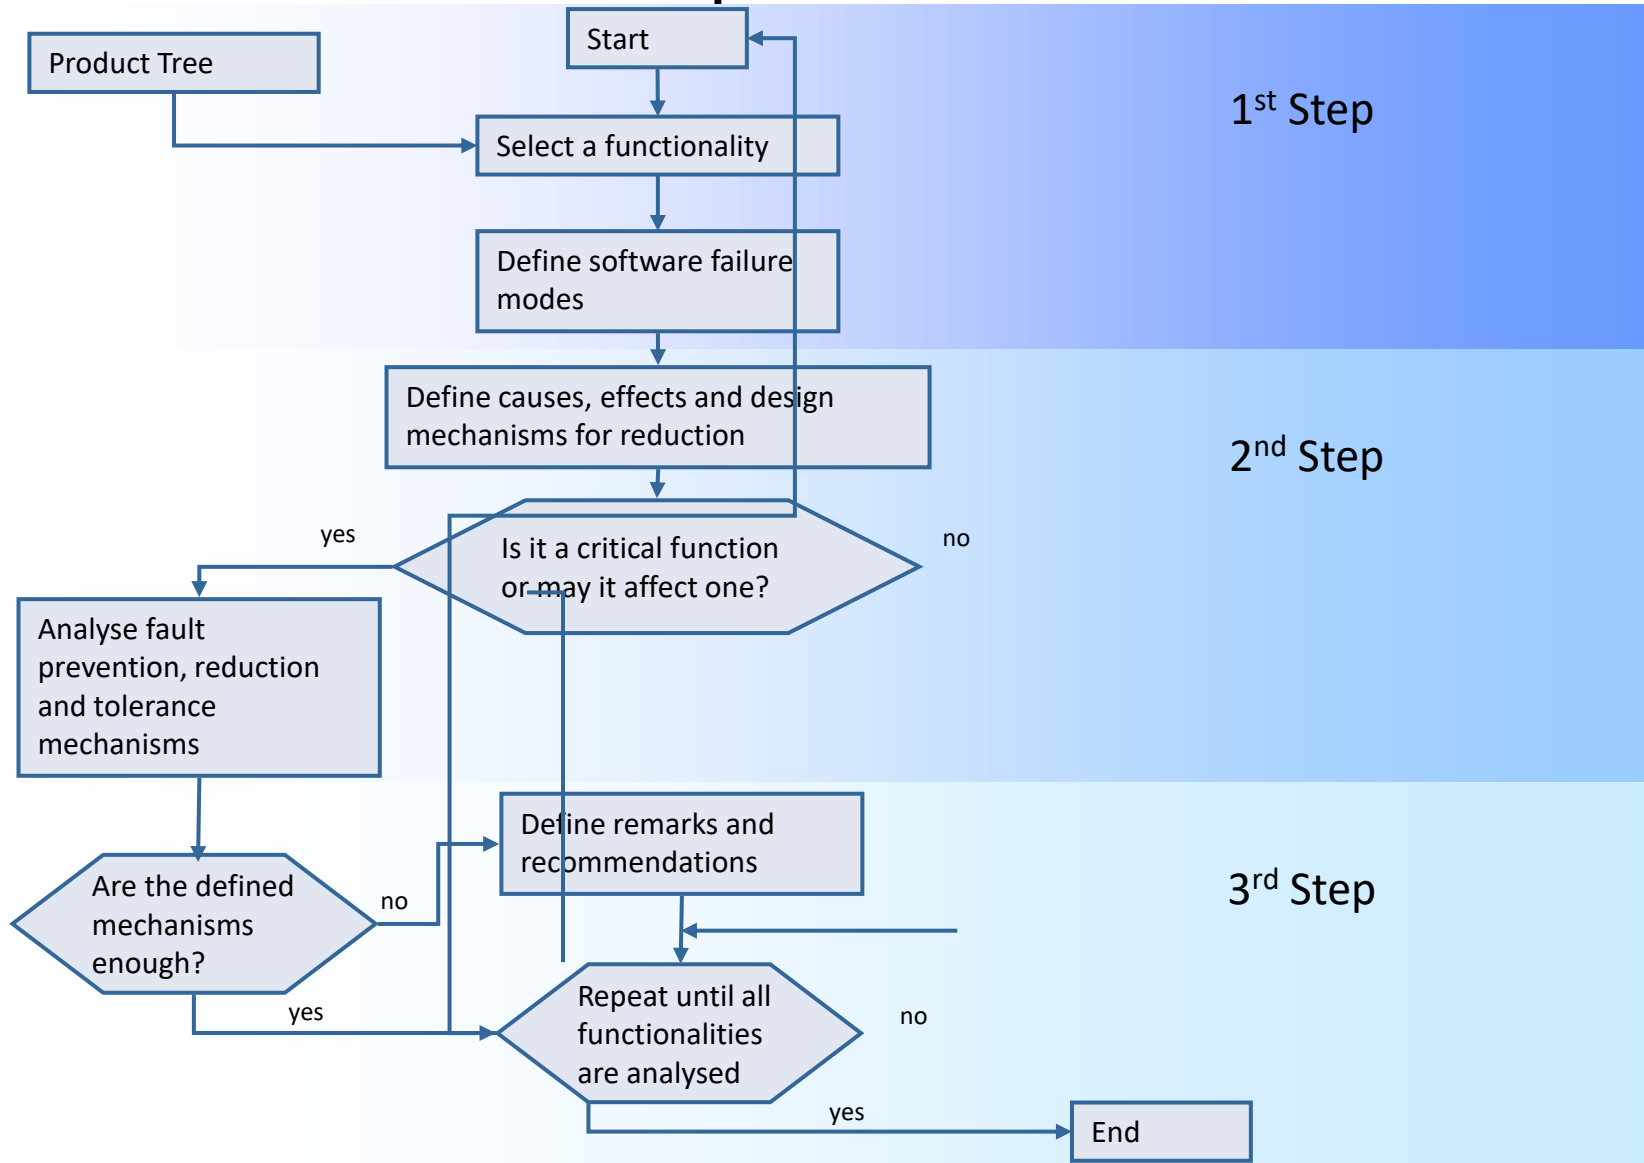 Start
Product Tree
1st Step
Select a functionality
Define software failure
modes
Define causes, effects and design
mechanisms for reduction
2nd Step
yes
no
Is it a critical function
or may it affect one?
Analyse fault
prevention, reduction
and tolerance
mechanisms
Define remarks and
recommendations
3rd Step
Are the defined
mechanisms
enough?
no
Repeat until all
functionalities
are analysed
yes
no
yes
End